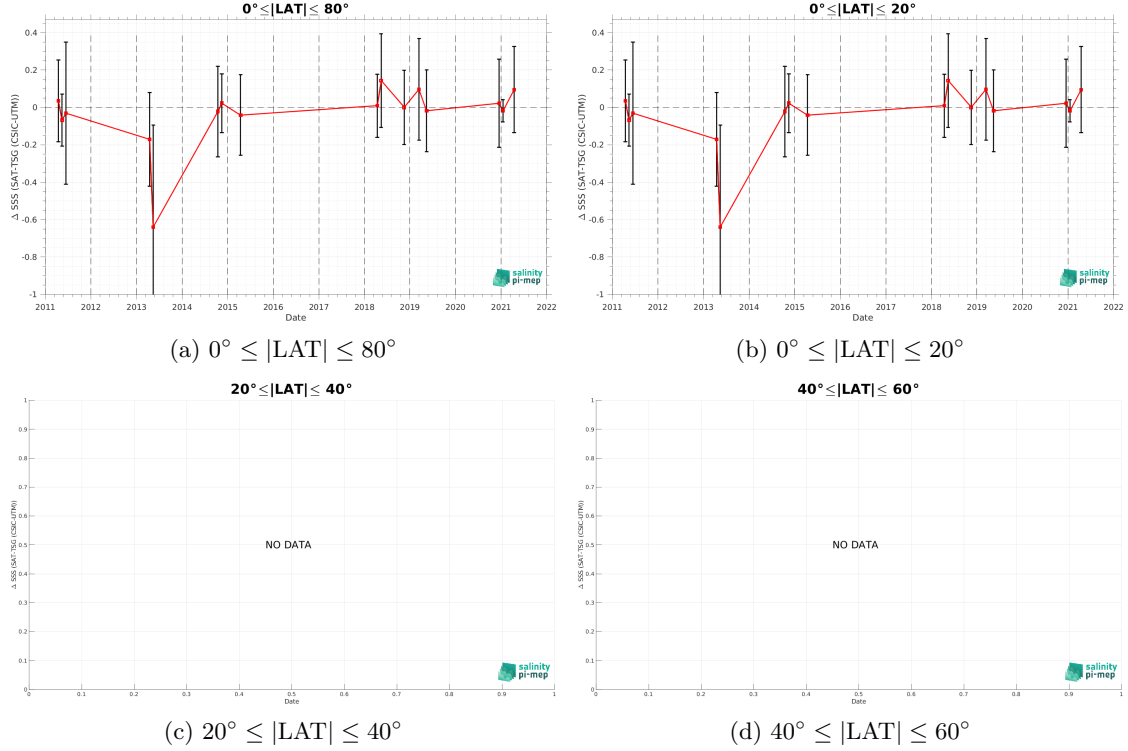 0°≤|LAT|≤ 80°
0.4
0.2
0
-0.2
-0.4
-0.6
-0.8
-1
Δ SSS (SAT-TSG (CSIC-UTM))
2011 2012 2013 2014 2015 2016 2017 2018 2019 2020 2021 2022
Date
salinity
pi-mep
(a) 0° ≤ |LAT| ≤ 80°
0°≤|LAT|≤ 20°
0.4
0.2
0
-0.2
-0.4
-0.6
-0.8
-1
Δ SSS (SAT-TSG (CSIC-UTM))
2011 2012 2013 2014 2015 2016 2017 2018 2019 2020 2021 2022
Date
salinity
pi-mep
(b) 0° ≤ |LAT| ≤ 20°
20°≤|LAT|≤ 40°
1
0.9
0.8
0.7
0.6
0.5
0.4
0.3
0.2
0.1
0
Δ SSS (SAT-TSG (CSIC-UTM))
NO DATA
0 0.1 0.2 0.3 0.4 0.5 0.6 0.7 0.8 0.9 1
Date
salinity
pi-mep
(c) 20° ≤ |LAT| ≤ 40°
40°≤|LAT|≤ 60°
1
0.9
0.8
0.7
0.6
0.5
0.4
0.3
0.2
0.1
0
Δ SSS (SAT-TSG (CSIC-UTM))
NO DATA
0 0.1 0.2 0.3 0.4 0.5 0.6 0.7 0.8 0.9 1
Date
salinity
pi-mep
(d) 40° ≤ |LAT| ≤ 60°